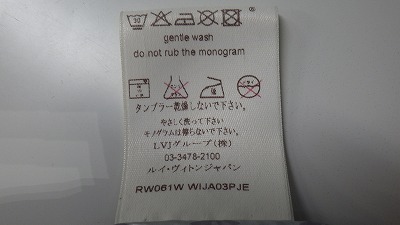 gentle wash
do not rub the monogram
タンブラー乾燥しないで下さい。
やさしく洗って下さい
モノグラムは擦らないで下さい。
LVJグループ(株)
03-3478-2100
ルイ・ヴィトンジャパン
RW061W WIJA03PJE